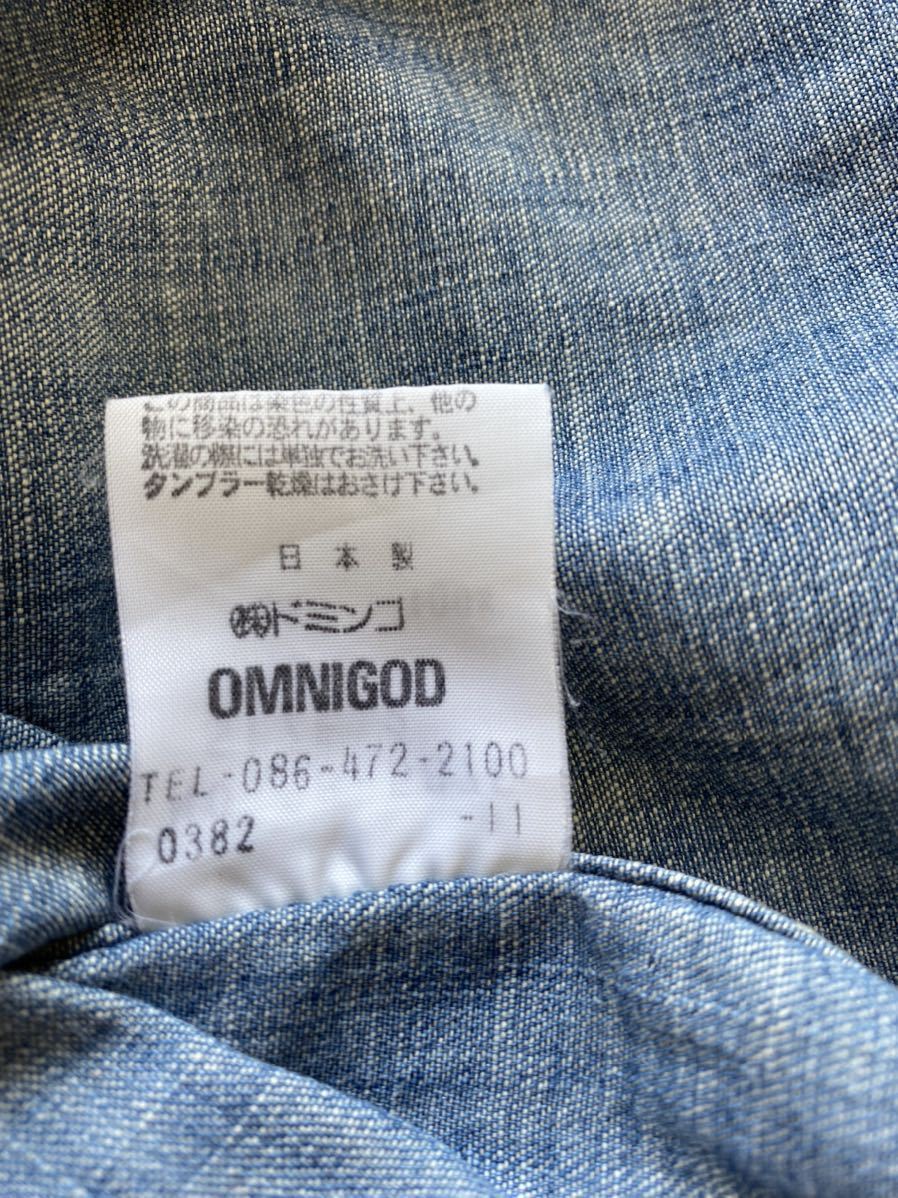 この商品は染色の性質上、他の
物に移染の恐れがあります。
洗濯の際には単独でお洗い下さい。
タンブラー乾燥はおさけ下さい。
日本製
㈱ドミンゴ
OMNIGOD
TEL-086-472-2100
0382 -11